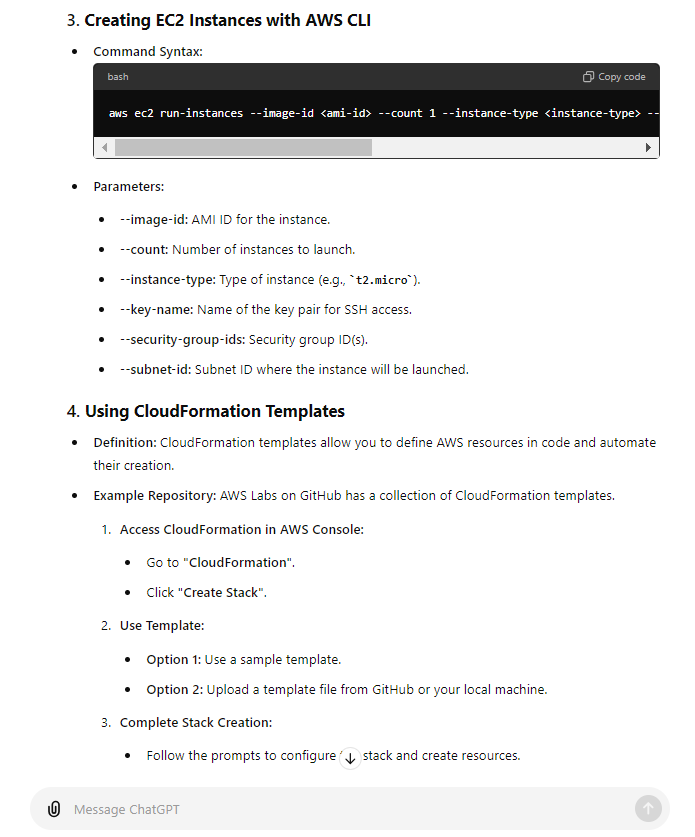 3. Creating EC2 Instances with AWS CLI
• Command Syntax:
bash
Copy code
aws ec2 run-instances --image-id <ami-id> --count 1 --instance-type <instance-type> --
• Parameters:
• --image-id: AMI ID for the instance.
• --count: Number of instances to launch.
• --instance-type: Type of instance (e.g., `t2.micro`).
• --key-name: Name of the key pair for SSH access.
• --security-group-ids: Security group ID(s).
• --subnet-id: Subnet ID where the instance will be launched.
4. Using CloudFormation Templates
• Definition: CloudFormation templates allow you to define AWS resources in code and automate
their creation.
• Example Repository: AWS Labs on GitHub has a collection of CloudFormation templates.
1. Access CloudFormation in AWS Console:
• Go to "CloudFormation".
• Click "Create Stack".
2. Use Template:
• Option 1: Use a sample template.
• Option 2: Upload a template file from GitHub or your local machine.
3. Complete Stack Creation:
• Follow the prompts to configure stack and create resources.
Message ChatGPT